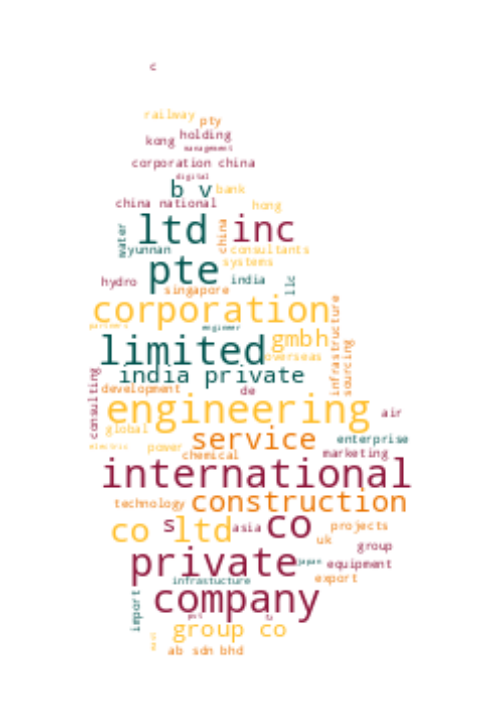 c
railway
pty
kong
holding
management
corporation china
digital
b v
bank
china national
hong
water
ltd
china
inc
yunnan
consultants
pte
systems
hydro
india
llc
singapore
corporation
partners
engineer
gmbh
infrastructure
limited
overseas
sourcing
india private
consulting
development
de
engineering
air
global
service
enterprise
electric
power
chemical
marketing
international
technology
construction
co ltd
s
asia
co
projects
uk
group
private
japan
equipment
infrastucture
export
company
import
group co
ab
sdn bhd